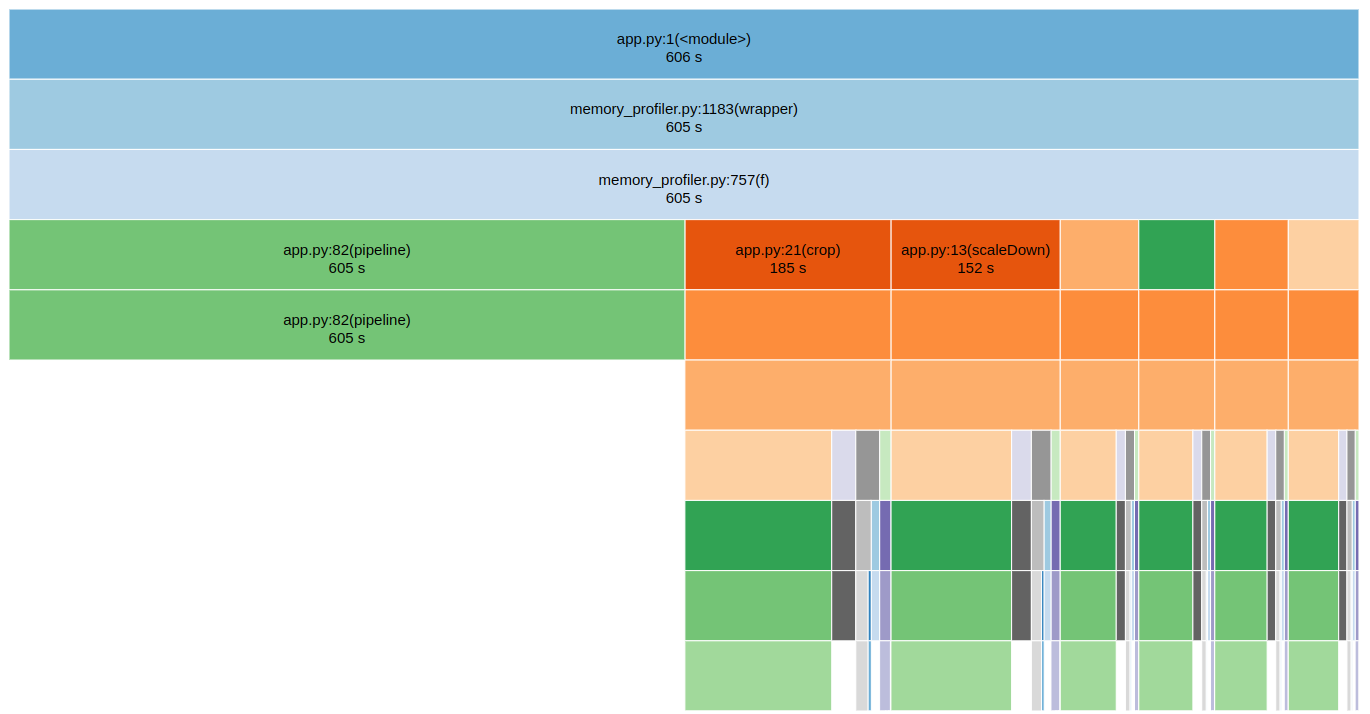 app.py:1(<module>)
606 s
memory_profiler.py:1183(wrapper)
605 s
memory_profiler.py:757(f)
605 s
app.py:82(pipeline)
605 s
app.py:21(crop)
185 s
app.py:13(scaleDown)
152 s
app.py:82(pipeline)
605 s